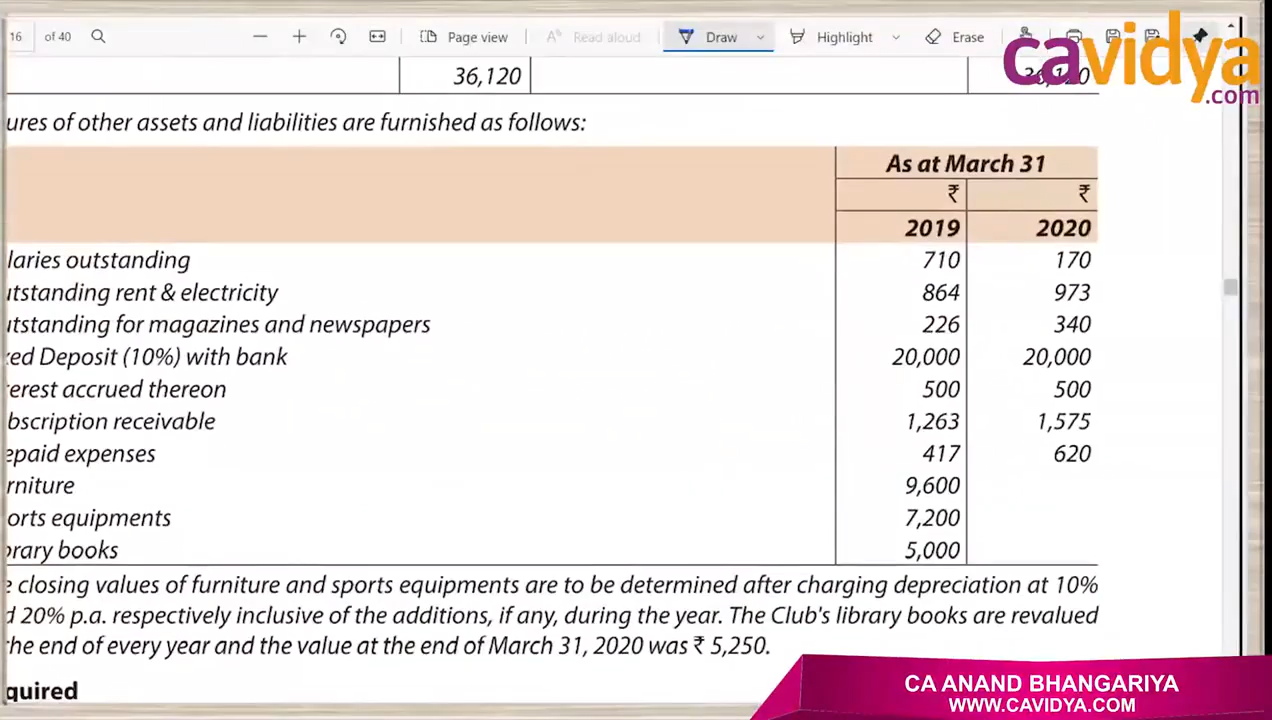 16 of 40 Page view Read aloud Draw Highlight Erase
cavidya.com
36,120 36,120
ures of other assets and liabilities are furnished as follows:
As at March 31
₹ ₹
2019 2020
laries outstanding 710 170
utstanding rent & electricity 864 973
utstanding for magazines and newspapers 226 340
ed Deposit (10%) with bank 20,000 20,000
erest accrued thereon 500 500
bscription receivable 1,263 1,575
epaid expenses 417 620
rniture 9,600
orts equipments 7,200
brary books 5,000
e closing values of furniture and sports equipments are to be determined after charging depreciation at 10%
d 20% p.a. respectively inclusive of the additions, if any, during the year. The Club's library books are revalued
the end of every year and the value at the end of March 31, 2020 was ₹ 5,250.
quired
CA ANAND BHANGARIYA
WWW.CAVIDYA.COM